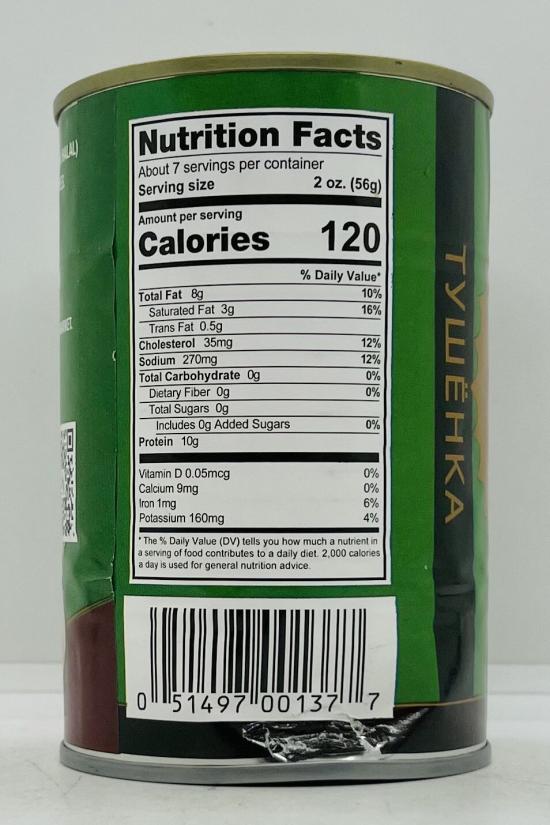 HALAL)
Nutrition Facts
About 7 servings per container
Serving size 2 oz. (56g)
Amount per serving
Calories 120
% Daily Value*
Total Fat 8g 10%
Saturated Fat 3g 16%
Trans Fat 0.5g
Cholesterol 35mg 12%
Sodium 270mg 12%
Total Carbohydrate 0g 0%
Dietary Fiber 0g 0%
Total Sugars 0g
Includes 0g Added Sugars 0%
Protein 10g
Vitamin D 0.05mcg 0%
Calcium 9mg 0%
Iron 1mg 6%
Potassium 160mg 4%
* The % Daily Value (DV) tells you how much a nutrient in
a serving of food contributes to a daily diet. 2,000 calories
a day is used for general nutrition advice.
0 51497 00137 7
ТУШЁНКА